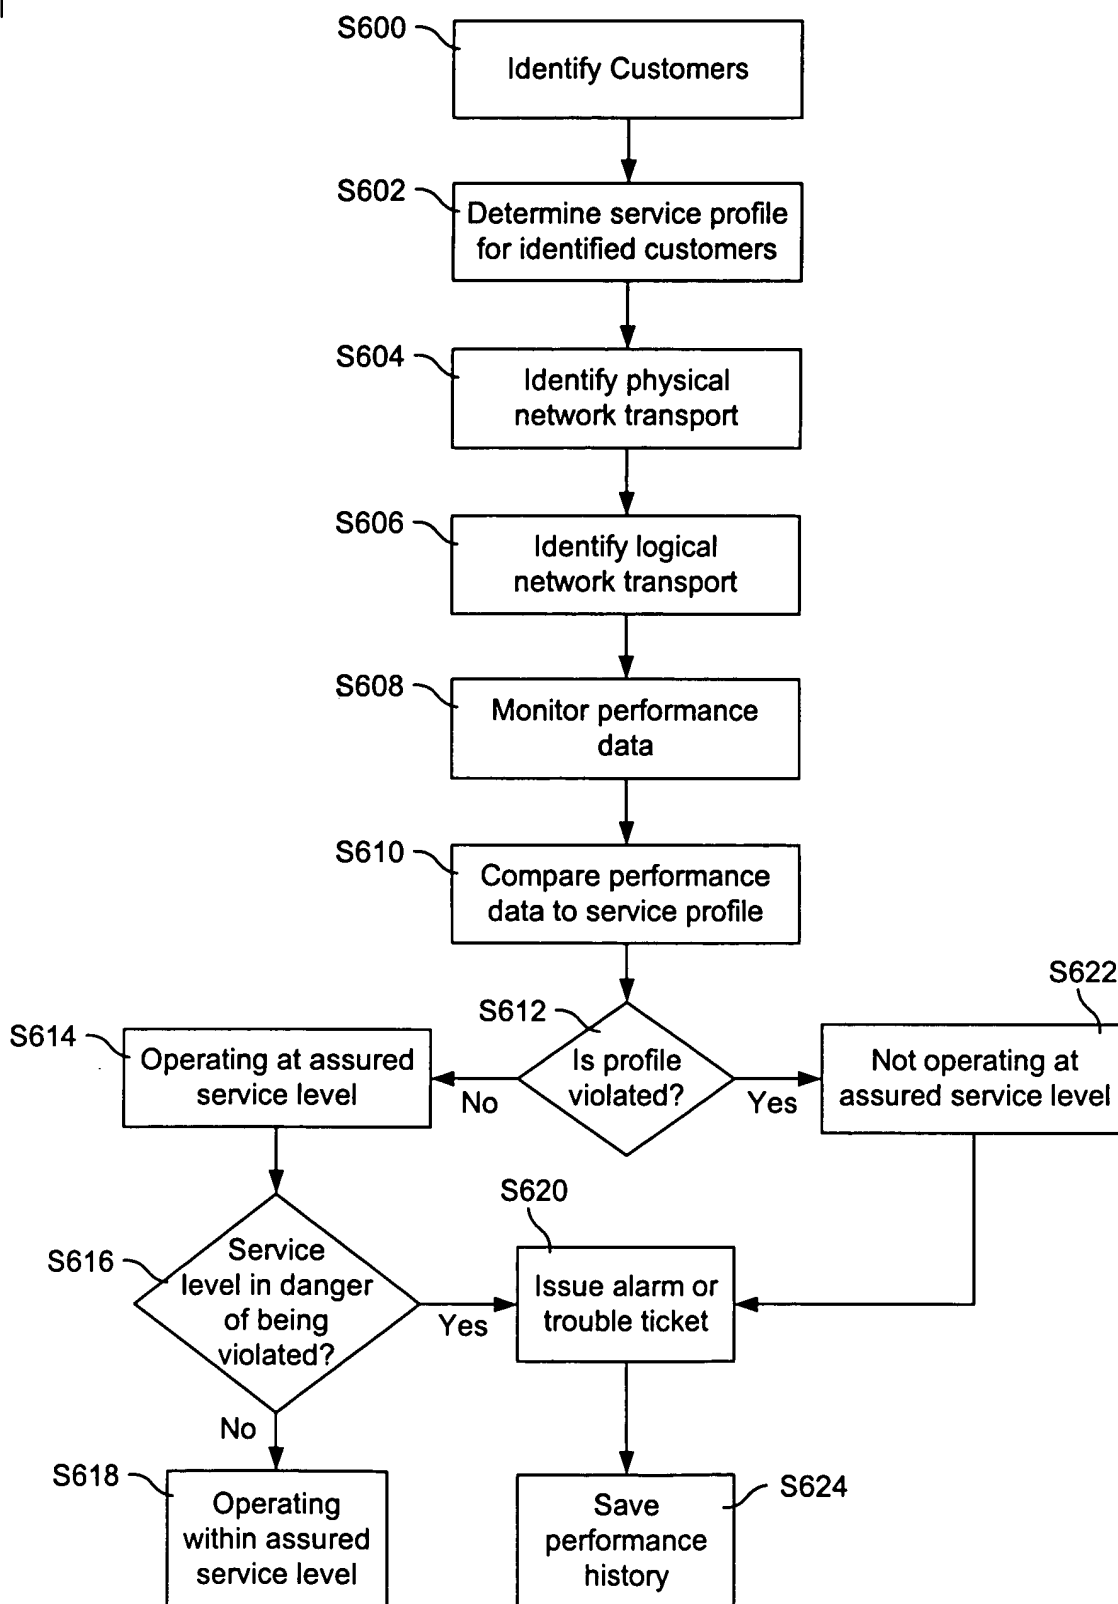 S600
Identify Customers
S602
Determine service profile
for identified customers
S604
Identify physical
network transport
S606
Identify logical
network transport
S608
Monitor performance
data
S610
Compare performance
data to service profile
S612
Is profile
violated?
No
Yes
S614
Operating at assured
service level
S622
Not operating at
assured service level
S616
Service
level in danger
of being
violated?
Yes
No
S620
Issue alarm or
trouble ticket
S618
Operating
within assured
service level
S624
Save
performance
history